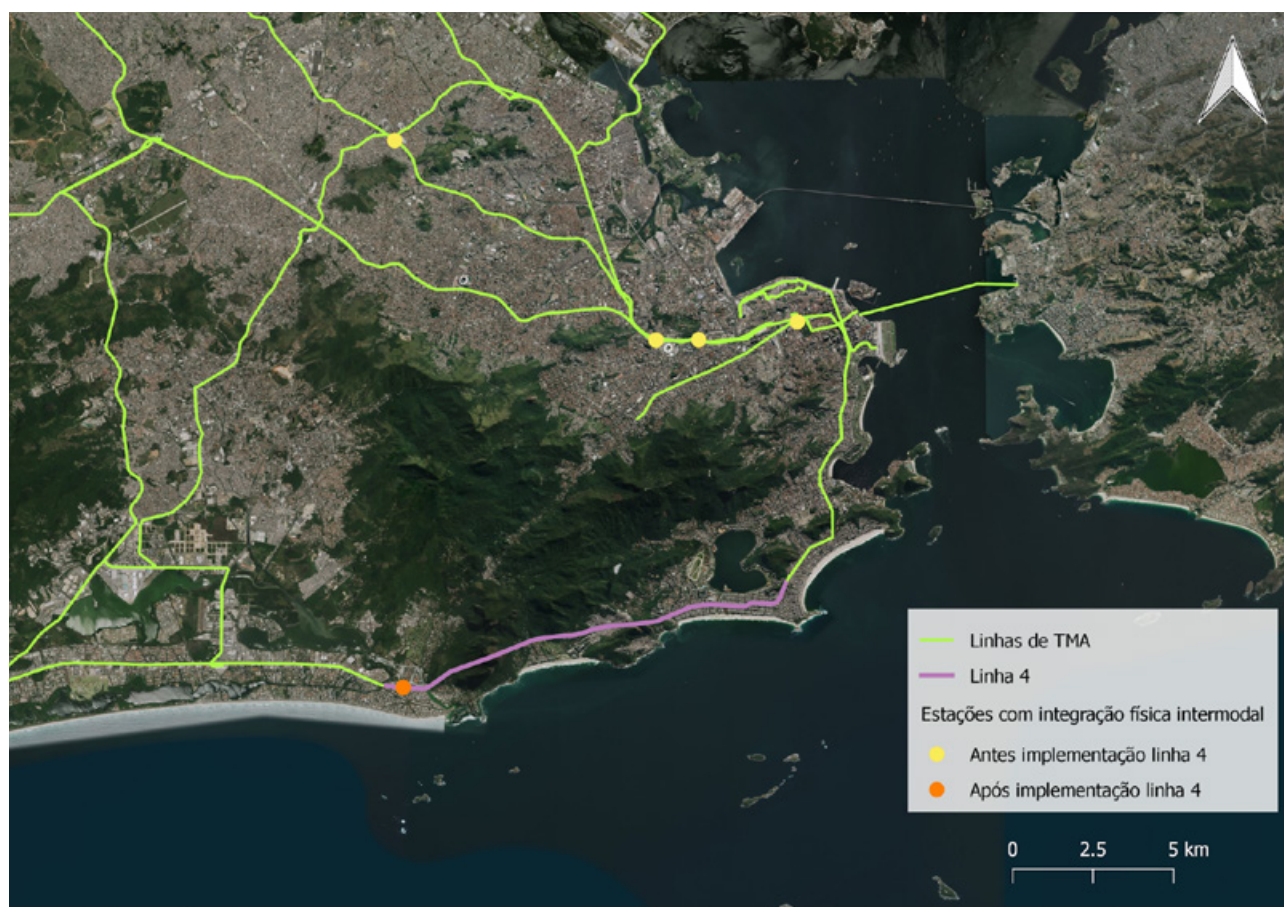 Linhas de TMA
Linha 4
Estações com integração física intermodal
Antes implementação linha 4
Após implementação linha 4
0 2.5 5 km